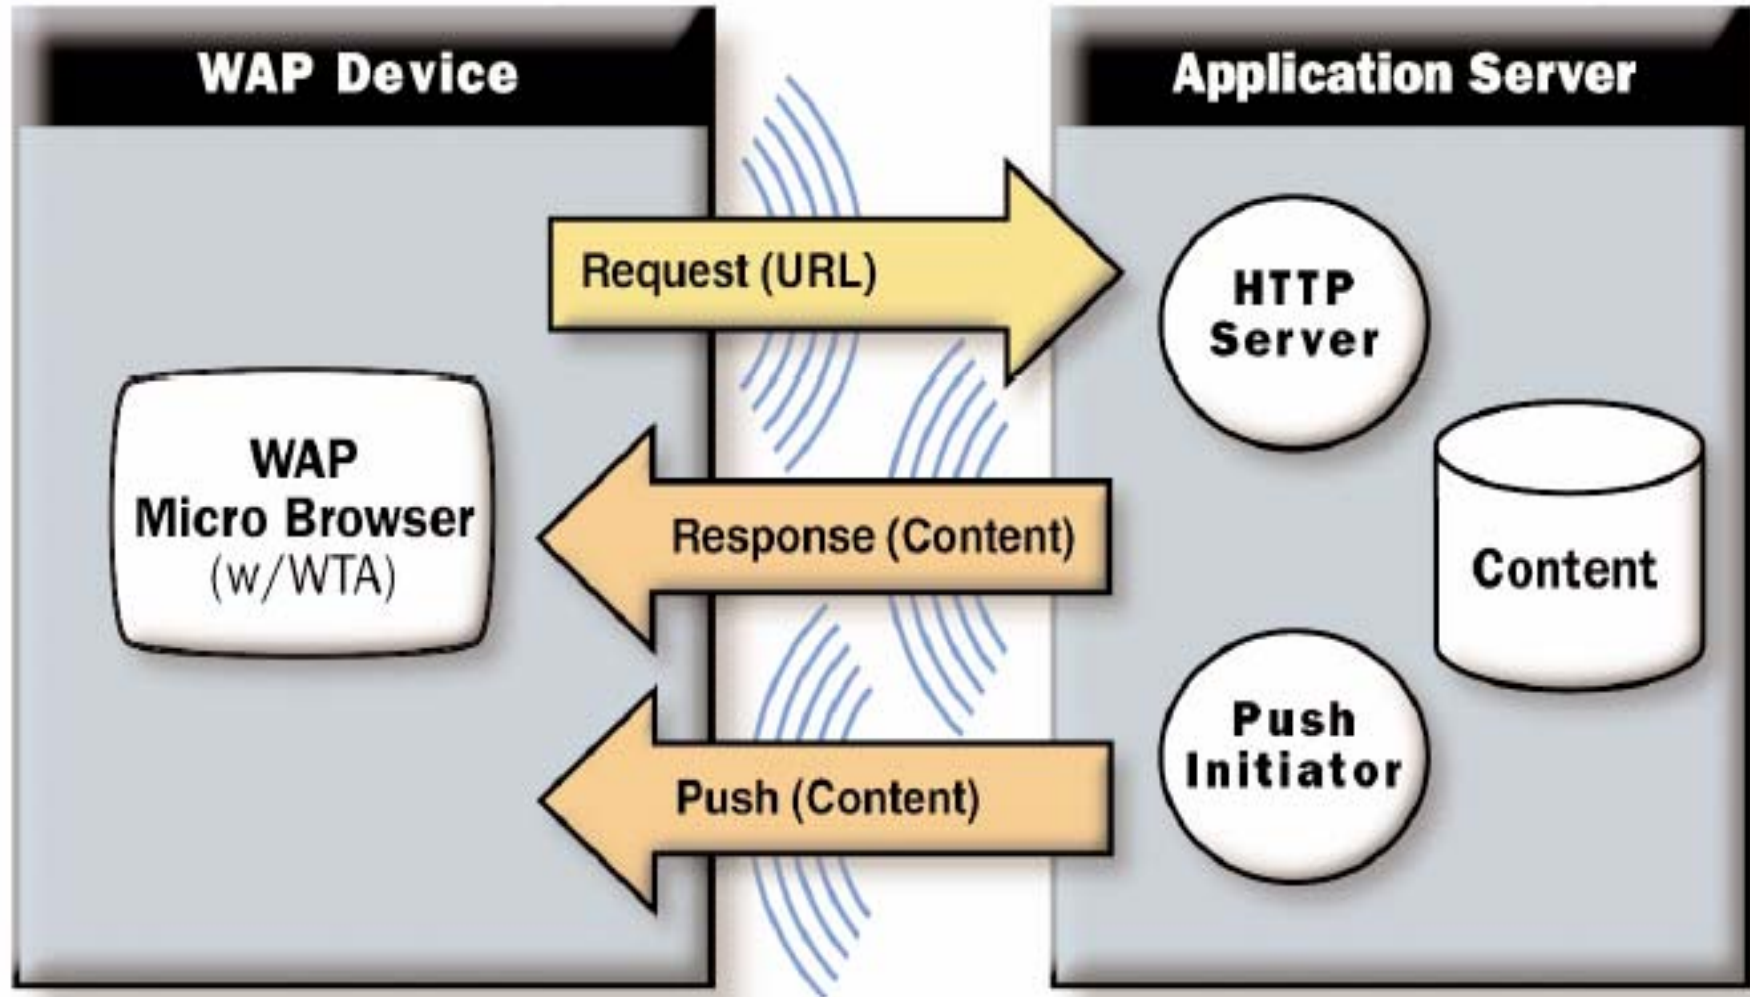 WAP Device
Application Server
Request (URL)
HTTP
Server
WAP
Micro Browser
(w/WTA)
Response (Content)
Content
Push (Content)
Push
Initiator